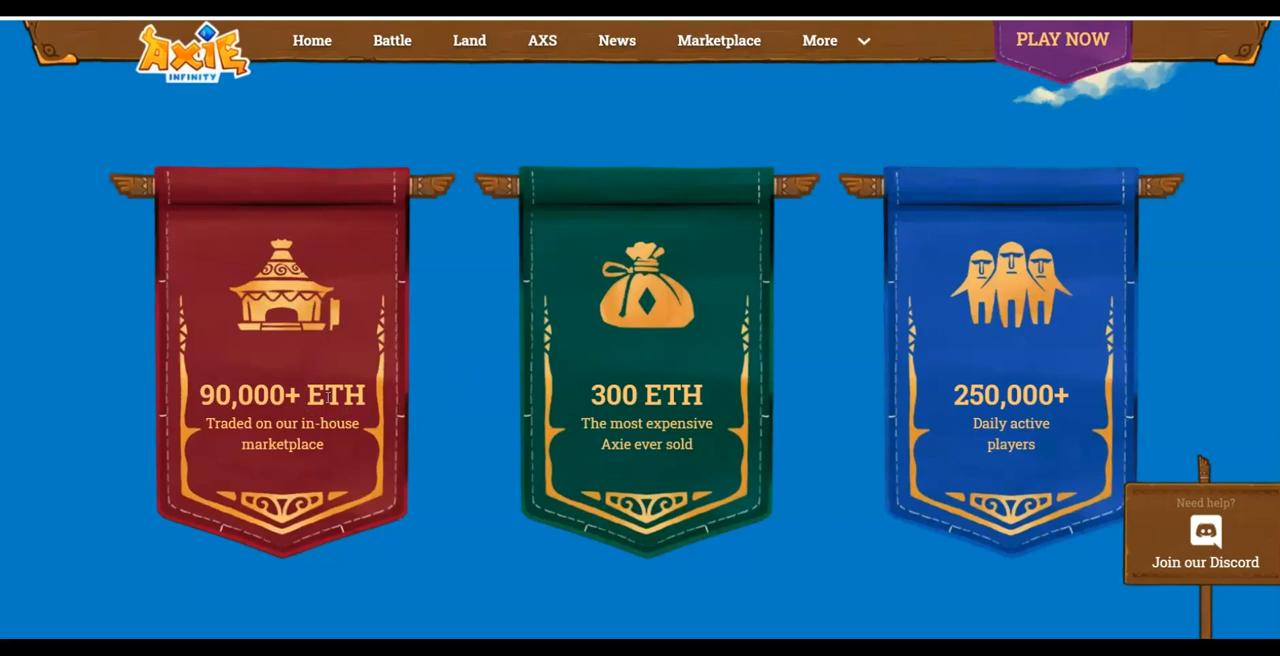 AXIE
INFINITY
Home
Battle
Land
AXS
News
Marketplace
More
PLAY NOW
90,000+ ETH
Traded on our in-house
marketplace
300 ETH
The most expensive
Axie ever sold
250,000+
Daily active
players
Need help?
Join our Discord